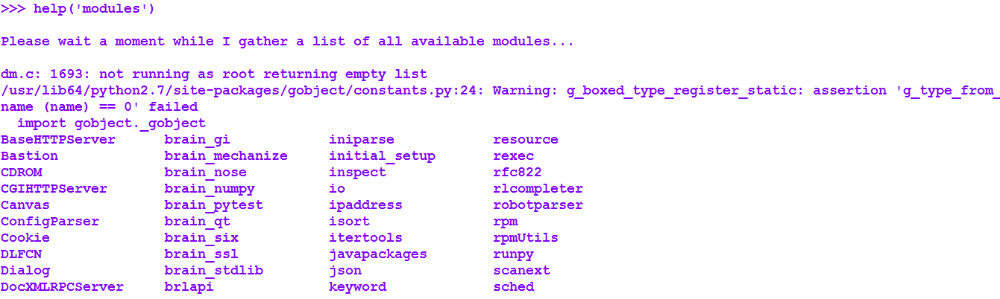 >>> help('modules')
Please wait a moment while I gather a list of all available modules...
dm.c: 1693: not running as root returning empty list
/usr/lib64/python2.7/site-packages/gobject/constants.py:24: Warning: g_boxed_type_register_static: assertion 'g_type_from_
name (name) == 0' failed
  import gobject._gobject
BaseHTTPServer      brain_gi            iniparse            resource
Bastion             brain_mechanize     initial_setup       rexec
CDROM               brain_nose          inspect             rfc822
CGIHTTPServer       brain_numpy         io                  rlcompleter
Canvas              brain_pytest        ipaddress           robotparser
ConfigParser        brain_qt            isort               rpm
Cookie              brain_six           itertools           rpmUtils
DLFCN               brain_ssl           javapackages        runpy
Dialog              brain_stdlib        json                scanext
DocXMLRPCServer     brlapi              keyword             sched